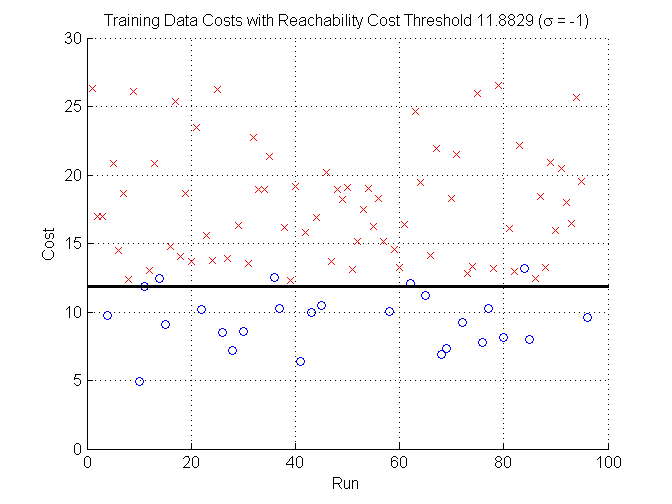 Training Data Costs with Reachability Cost Threshold 11.8829 (σ = -1)
30
25
20
15
10
5
0
Cost
0 20 40 60 80 100
Run